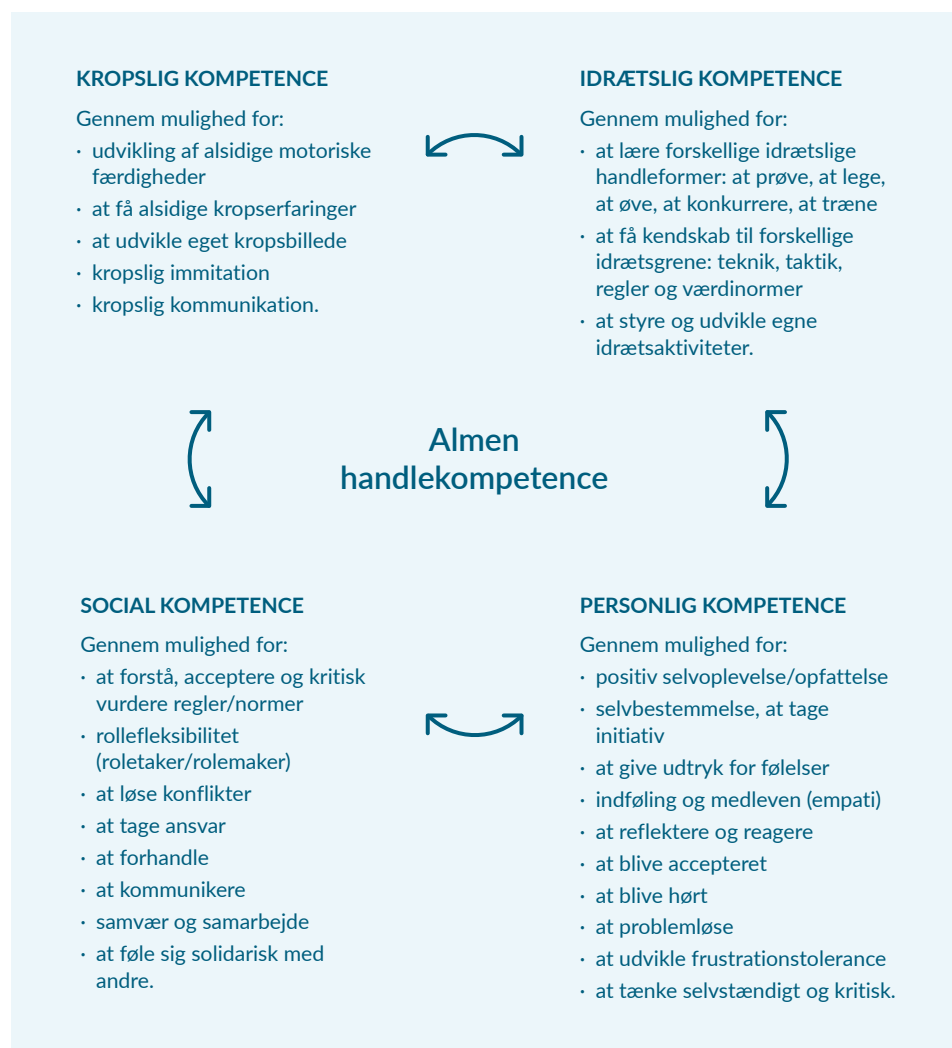 KROPSLIG KOMPETENCE
Gennem mulighed for:
· udvikling af alsidige motoriske
færdigheder
· at få alsidige kropserfaringer
· at udvikle eget kropsbillede
· kropslig immitation
· kropslig kommunikation.
IDRÆTSLIG KOMPETENCE
Gennem mulighed for:
· at lære forskellige idrætslige
handleformer: at prøve, at lege,
at øve, at konkurrere, at træne
· at få kendskab til forskellige
idrætsgrene: teknik, taktik,
regler og værdinormer
· at styre og udvikle egne
idrætsaktiviteter.
Almen
handlekompetence
SOCIAL KOMPETENCE
Gennem mulighed for:
· at forstå, acceptere og kritisk
vurdere regler/normer
· rollefleksibilitet
(roletaker/rolemaker)
· at løse konflikter
· at tage ansvar
· at forhandle
· at kommunikere
· samvær og samarbejde
· at føle sig solidarisk med
andre.
PERSONLIG KOMPETENCE
Gennem mulighed for:
· positiv selvoplevelse/opfattelse
· selvbestemmelse, at tage
initiativ
· at give udtryk for følelser
· indføling og medleven (empati)
· at reflektere og reagere
· at blive accepteret
· at blive hørt
· at problemløse
· at udvikle frustrationstolerance
· at tænke selvstændigt og kritisk.